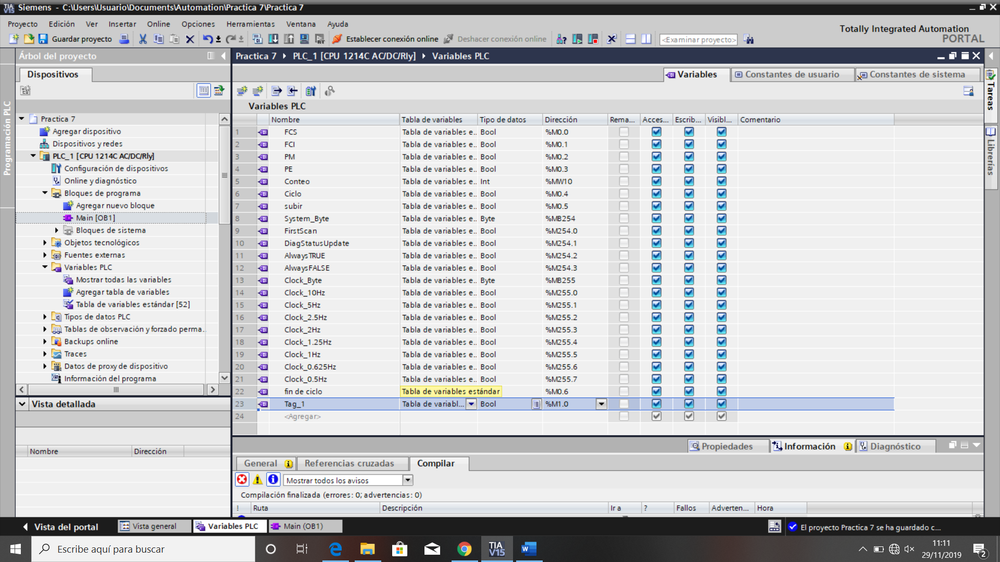 Siemens - C:\Users\Usuario\Documents\Automation\Practica 7\Practica 7
Proyecto Edición Ver Insertar Online Opciones Herramientas Ventana Ayuda
Totally Integrated Automation
PORTAL
Guardar proyecto Establecer conexión online Deshacer conexión online <Examinar proyecto>
Árbol del proyecto
Practica 7 PLC_1 [CPU 1214C AC/DC/Rly] Variables PLC
Dispositivos
Variables Constantes de usuario Constantes de sistema
Programación PLC
Tareas
Librerías
Practica 7
Agregar dispositivo
Dispositivos y redes
PLC_1 [CPU 1214C AC/DC/Rly]
Configuración de dispositivos
Online y diagnóstico
Bloques de programa
Agregar nuevo bloque
Main [OB1]
Bloques de sistema
Objetos tecnológicos
Fuentes externas
Variables PLC
Mostrar todas las variables
Agregar tabla de variables
Tabla de variables estándar [52]
Tipos de datos PLC
Tablas de observación y forzado perma..
Backups online
Traces
Datos de proxy de dispositivo
Información del programa
Vista detallada
Nombre Dirección
Variables PLC
Nombre Tabla de variables Tipo de datos Dirección Rema... Acces... Escrib... Visibl... Comentario
1 FCS Tabla de variables e.. Bool %M0.0
2 FCI Tabla de variables e.. Bool %M0.1
3 PM Tabla de variables e.. Bool %M0.2
4 PE Tabla de variables e.. Bool %M0.3
5 Conteo Tabla de variables e.. Int %MW10
6 Ciclo Tabla de variables e.. Bool %M0.4
7 subir Tabla de variables e.. Bool %M0.5
8 System_Byte Tabla de variables e.. Byte %MB254
9 FirstScan Tabla de variables e.. Bool %M254.0
10 DiagStatusUpdate Tabla de variables e.. Bool %M254.1
11 AlwaysTRUE Tabla de variables e.. Bool %M254.2
12 AlwaysFALSE Tabla de variables e.. Bool %M254.3
13 Clock_Byte Tabla de variables e.. Byte %MB255
14 Clock_10Hz Tabla de variables e.. Bool %M255.0
15 Clock_5Hz Tabla de variables e.. Bool %M255.1
16 Clock_2.5Hz Tabla de variables e.. Bool %M255.2
17 Clock_2Hz Tabla de variables e.. Bool %M255.3
18 Clock_1.25Hz Tabla de variables e.. Bool %M255.4
19 Clock_1Hz Tabla de variables e.. Bool %M255.5
20 Clock_0.625Hz Tabla de variables e.. Bool %M255.6
21 Clock_0.5Hz Tabla de variables e.. Bool %M255.7
22 fin de ciclo Tabla de variables estándar %M0.6
23 Tag_1 Tabla de variabl... Bool %M1.0
24 <Agregar>
Propiedades Información Diagnóstico
General Referencias cruzadas Compilar
Mostrar todos los avisos
Compilación finalizada (errores: 0; advertencias: 0)
! Ruta Descripción Ir a ? Fallos Adverten... Hora
Vista del portal Vista general Variables PLC Main (OB1) El proyecto Practica 7 se ha guardado c...
Escribe aquí para buscar
TIA
V15
11:11
29/11/2019
2